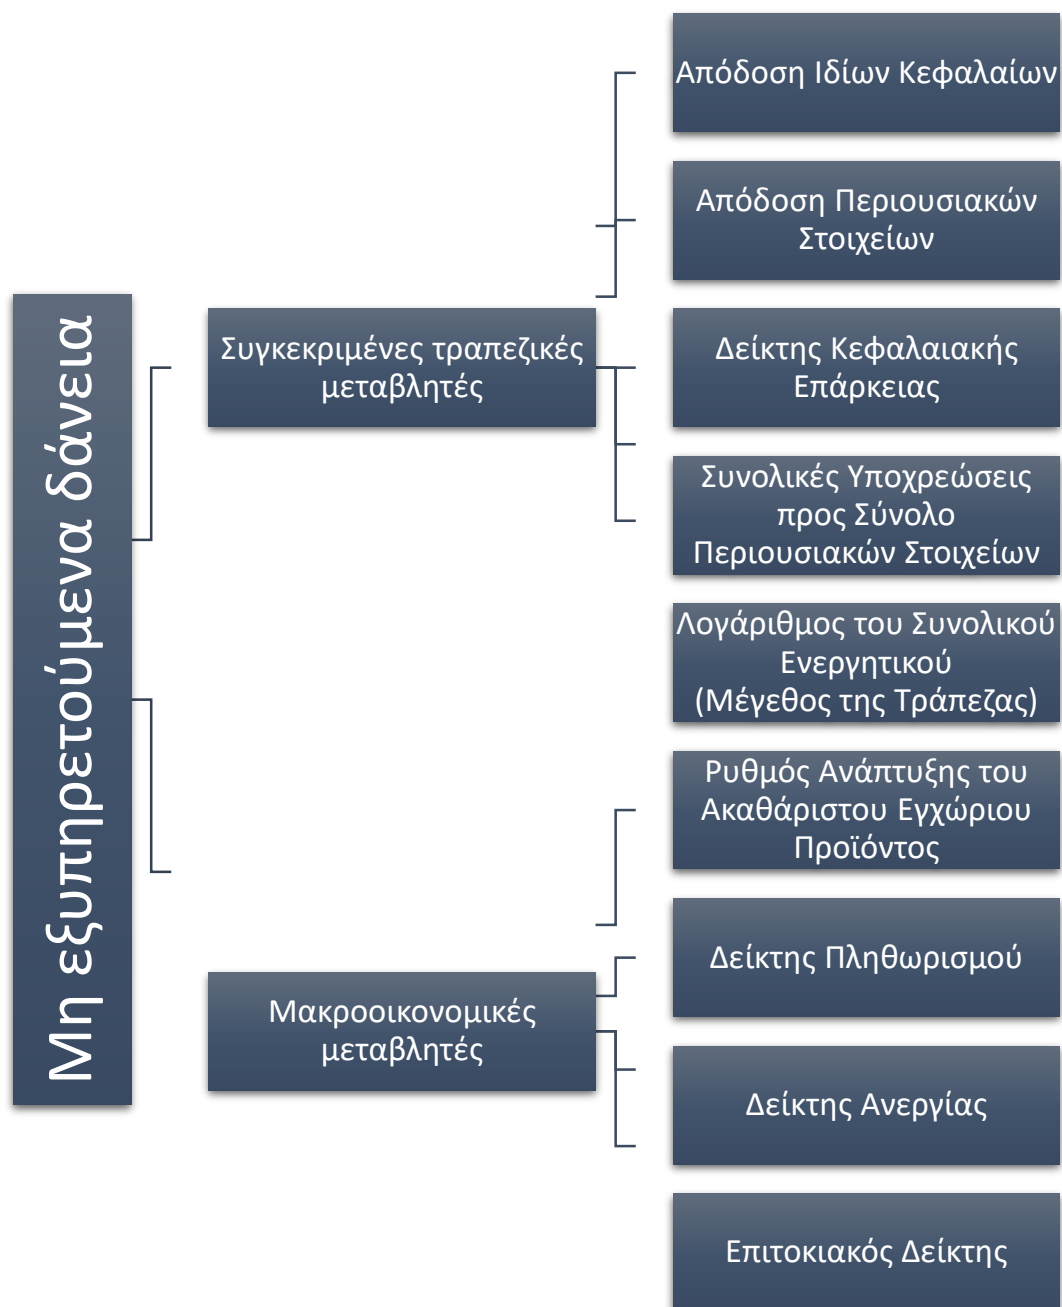 Μη εξυπηρετούμενα δάνεια
Συγκεκριμένες τραπεζικές
μεταβλητές
Απόδοση Ιδίων Κεφαλαίων
Απόδοση Περιουσιακών
Στοιχείων
Δείκτης Κεφαλαιακής
Επάρκειας
Συνολικές Υποχρεώσεις
προς Σύνολο
Περιουσιακών Στοιχείων
Λογάριθμος του Συνολικού
Ενεργητικού
(Μέγεθος της Τράπεζας)
Μακροοικονομικές
μεταβλητές
Ρυθμός Ανάπτυξης του
Ακαθάριστου Εγχώριου
Προϊόντος
Δείκτης Πληθωρισμού
Δείκτης Ανεργίας
Επιτοκιακός Δείκτης